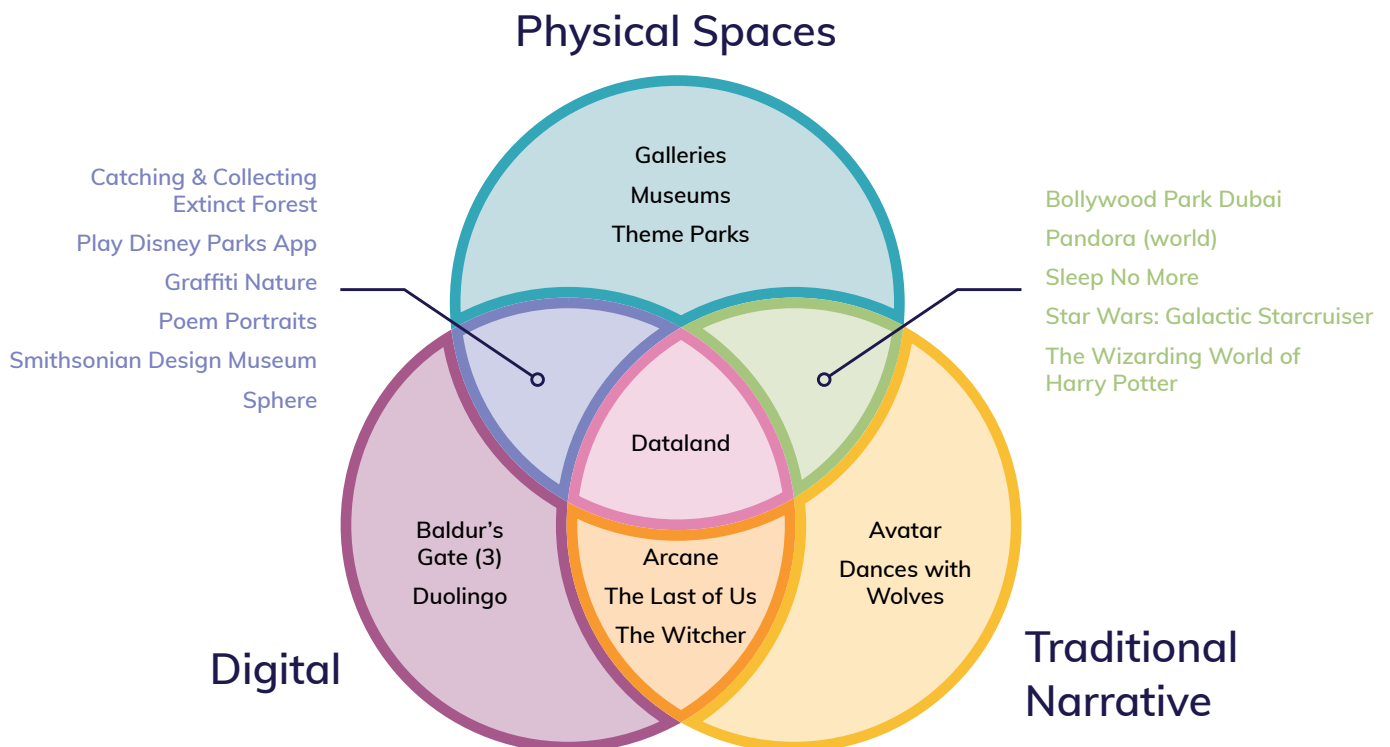 Physical Spaces
Galleries
Museums
Theme Parks
Catching & Collecting
Extinct Forest
Play Disney Parks App
Graffiti Nature
Poem Portraits
Smithsonian Design Museum
Sphere
Bollywood Park Dubai
Pandora (world)
Sleep No More
Star Wars: Galactic Starcruiser
The Wizarding World of
Harry Potter
Dataland
Baldur’s
Gate (3)
Duolingo
Arcane
The Last of Us
The Witcher
Avatar
Dances with
Wolves
Digital
Traditional
Narrative